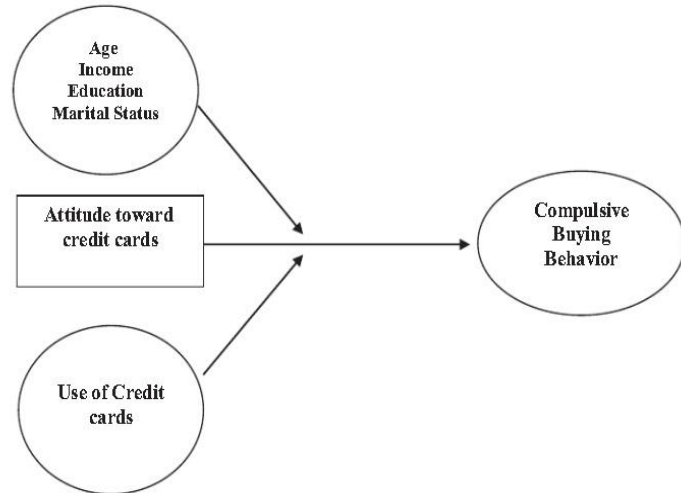 Age
Income
Education
Marital Status
Attitude toward
credit cards
Compulsive
Buying
Behavior
Use of Credit
cards